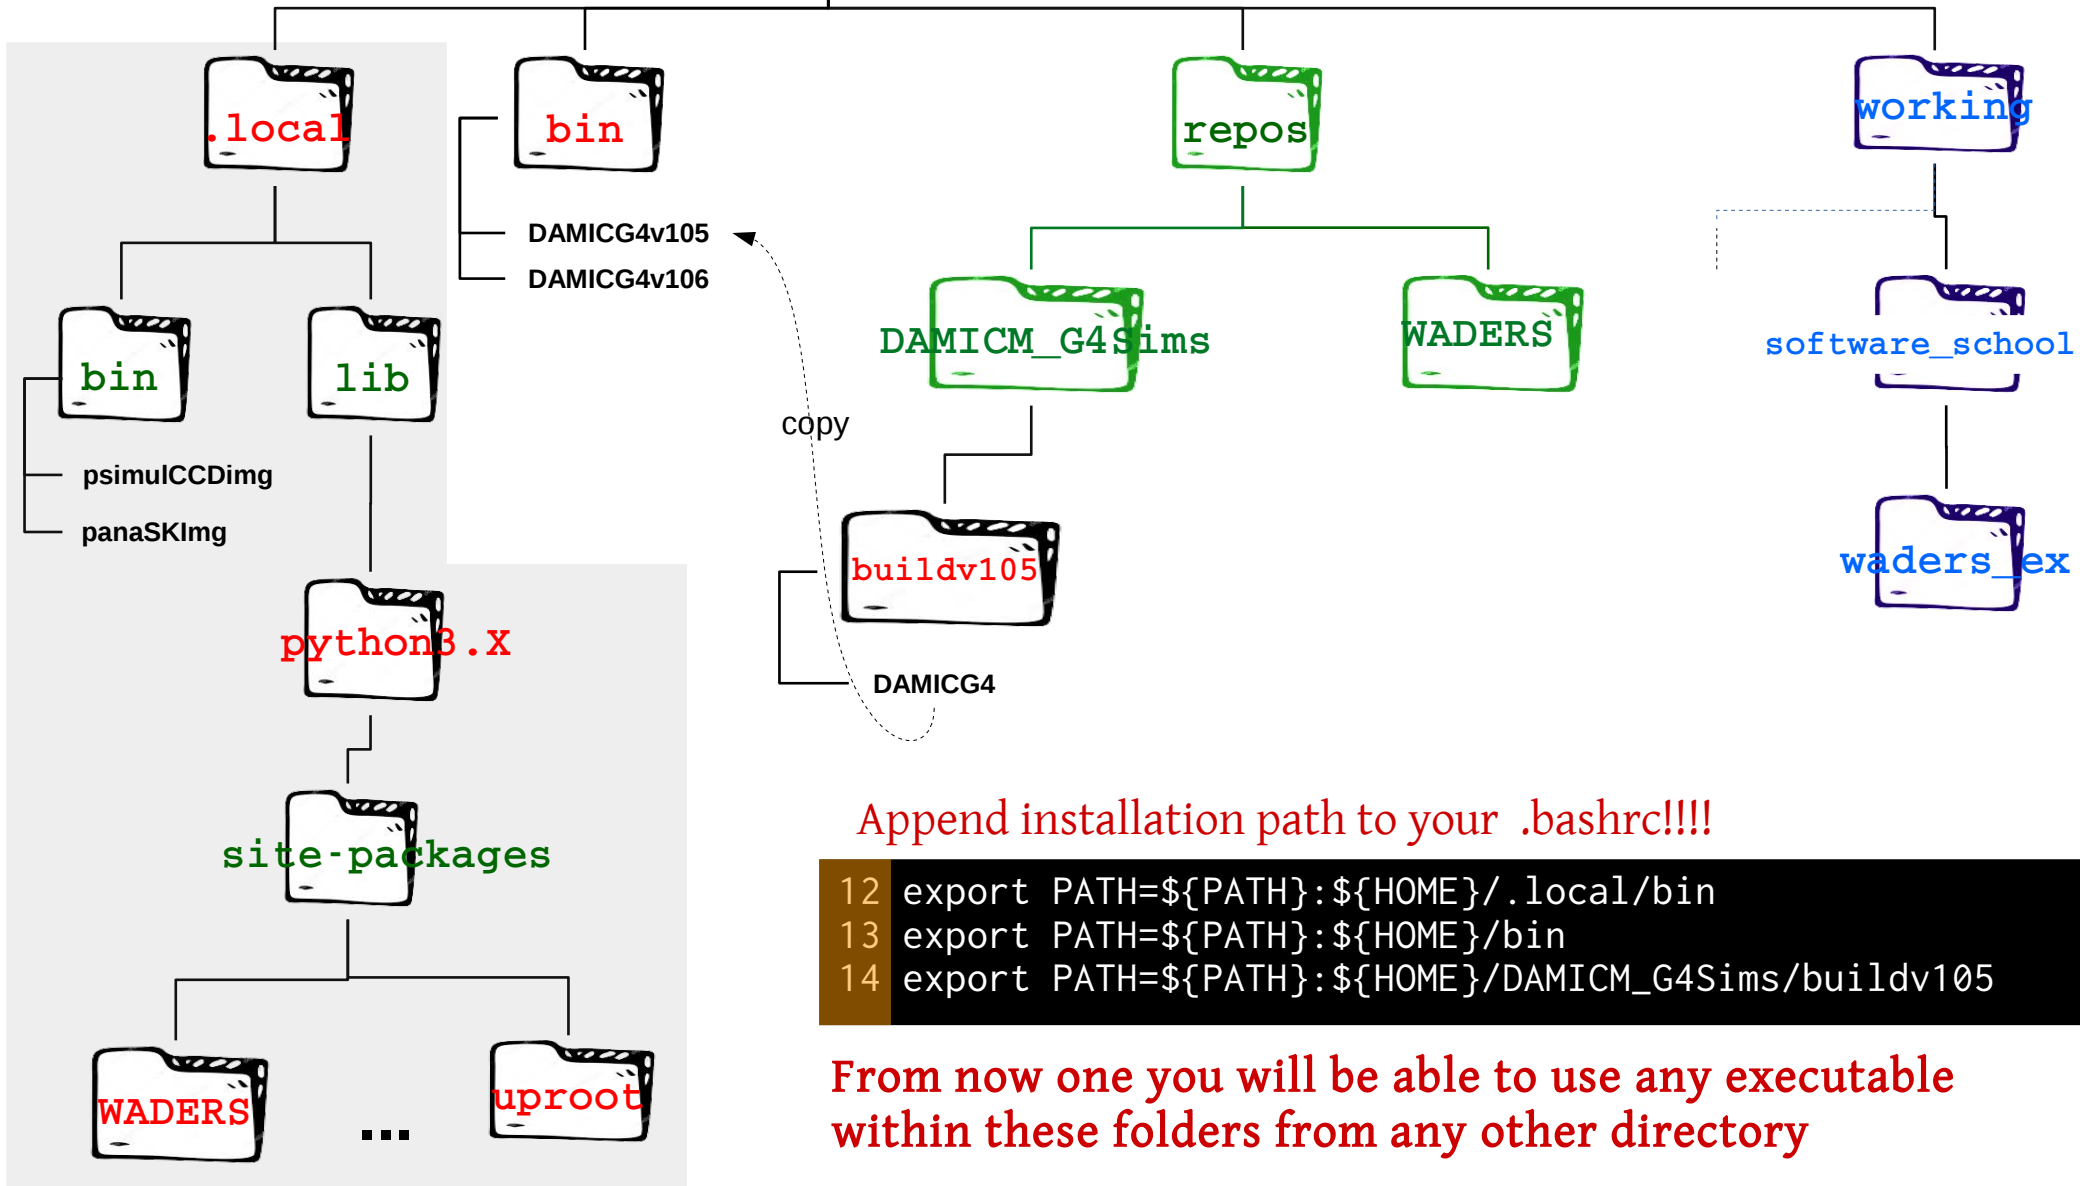 .local
bin
repos
working
DAMICG4v105
DAMICG4v106
DAMICM_G4Sims
WADERS
software_school
bin
lib
copy
psimulCCDimg
panaSKImg
buildv105
waders_ex
python3.X
DAMICG4
Append installation path to your .bashrc!!!!
site-packages
12 export PATH=${PATH}:${HOME}/.local/bin
13 export PATH=${PATH}:${HOME}/bin
14 export PATH=${PATH}:${HOME}/DAMICM_G4Sims/buildv105
WADERS
...
uproot
From now one you will be able to use any executable
within these folders from any other directory